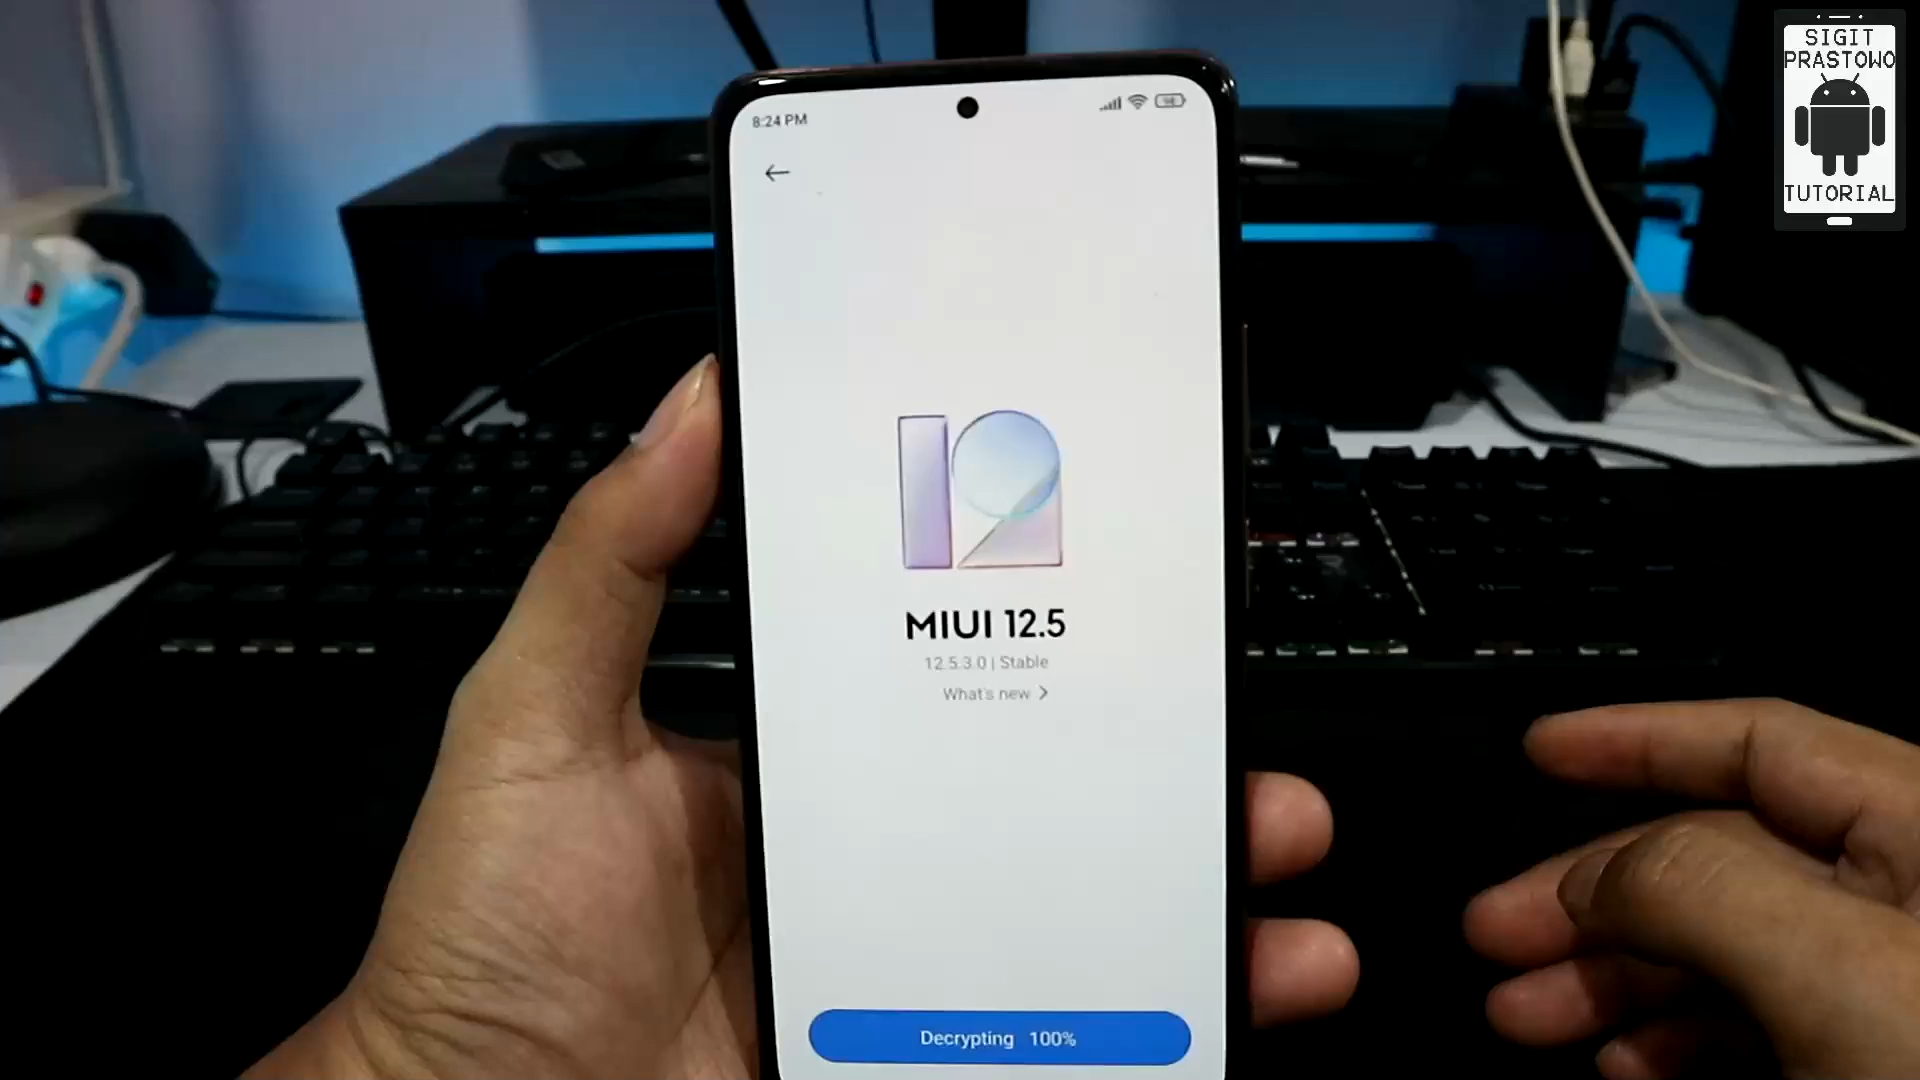 SIGIT
PRASTOWO
TUTORIAL
8:24 PM
MIUI 12.5
12.5.3.0 | Stable
What's new
Decrypting 100%